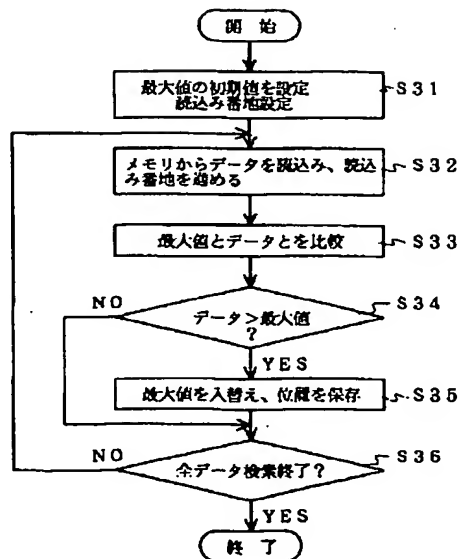 開 始
最大値の初期値を設定
読込み番地設定
S31
メモリからデータを読込み、読込
み番地を進める
S32
最大値とデータとを比較
S33
NO
データ>最大値
?
S34
YES
最大値を入替え、位置を保存
S35
NO
全データ検索終了?
S36
YES
終 了